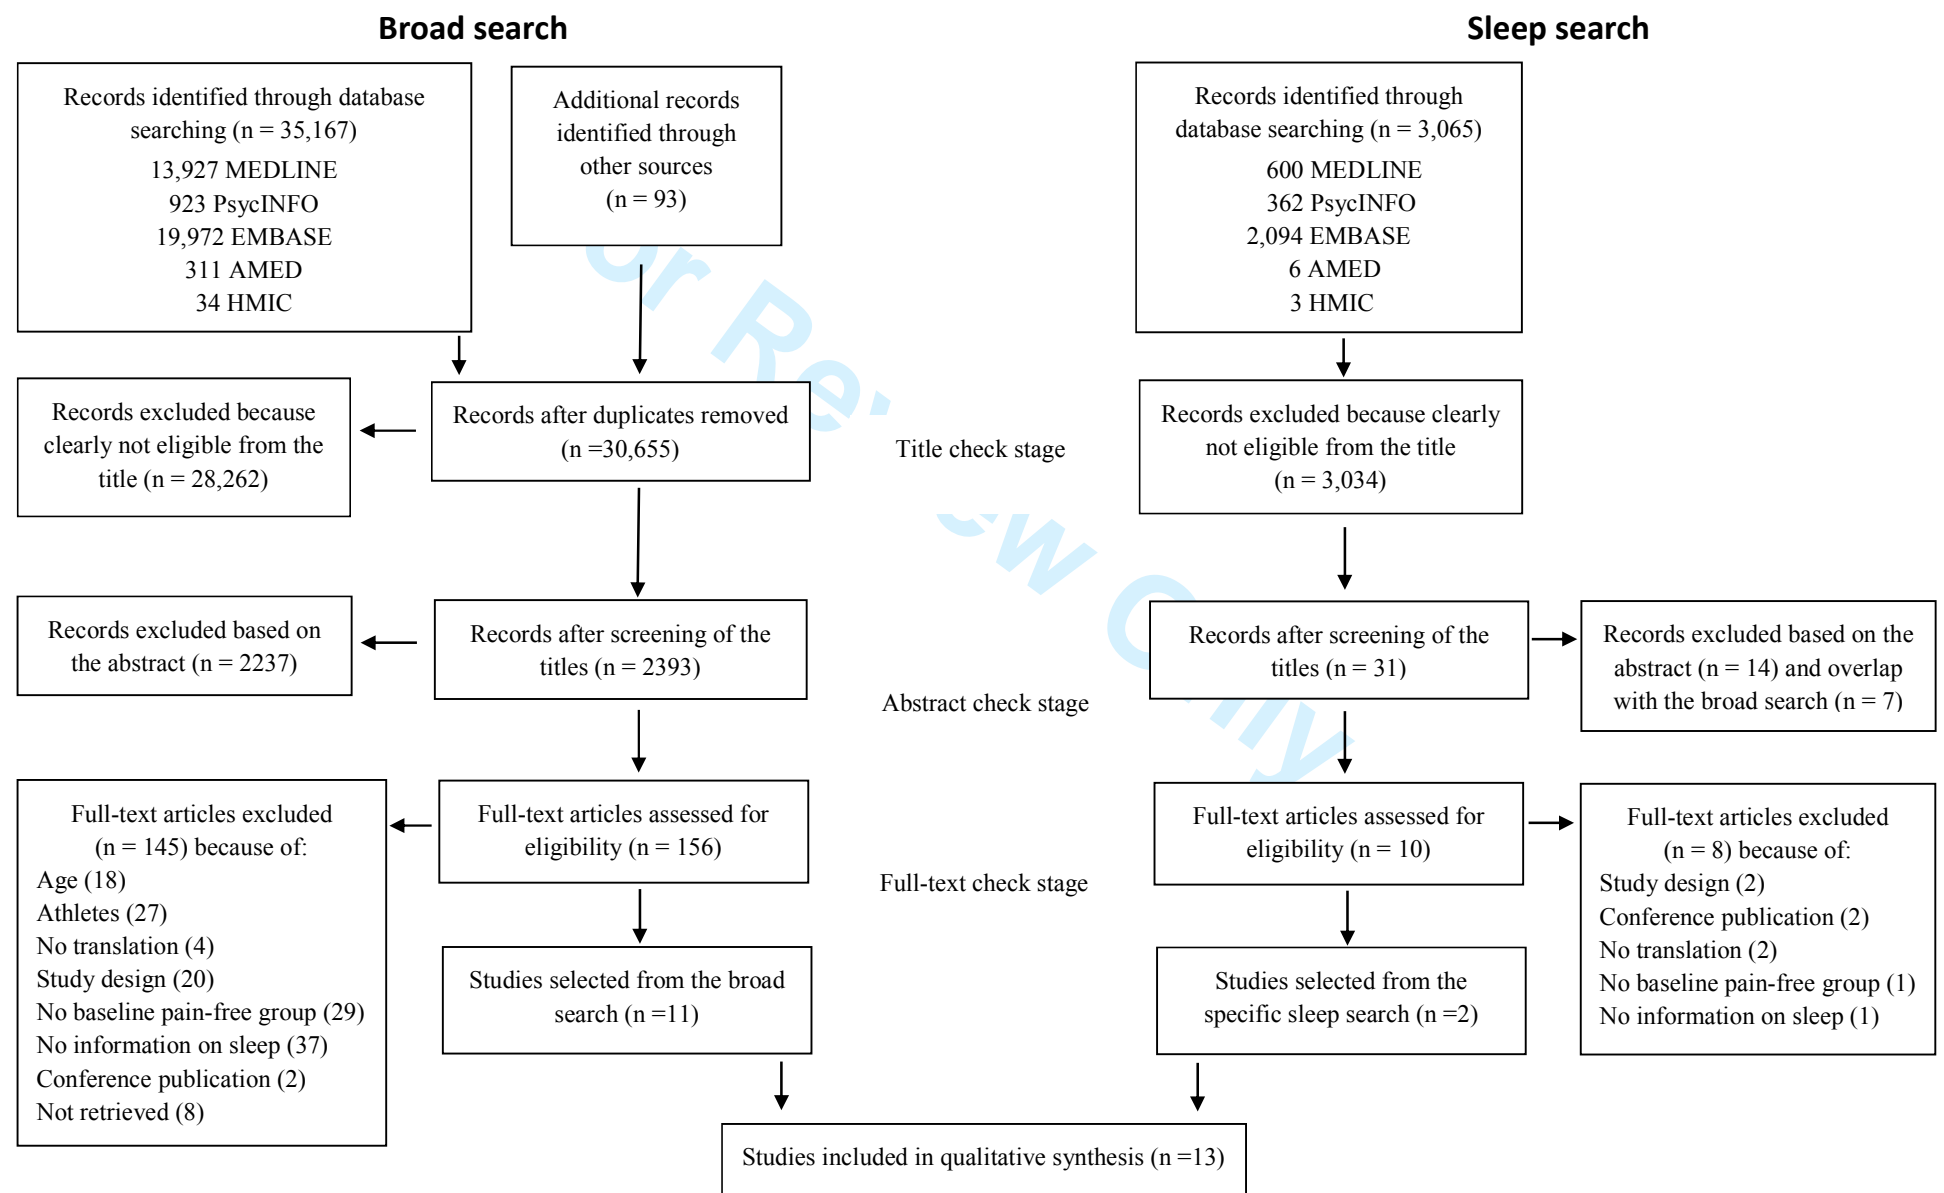 Broad search
Sleep search
Records identified through database
searching (n = 35,167)
13,927 MEDLINE
923 PsycINFO
19,972 EMBASE
311 AMED
34 HMIC
Additional records
identified through
other sources
(n = 93)
Records identified through
database searching (n = 3,065)
600 MEDLINE
362 PsycINFO
2,094 EMBASE
6 AMED
3 HMIC
Records excluded because
clearly not eligible from the
title (n = 28,262)
Records after duplicates removed
(n =30,655)
Title check stage
Records excluded because clearly
not eligible from the title
(n = 3,034)
Records excluded based on
the abstract (n = 2237)
Records after screening of the
titles (n = 2393)
Abstract check stage
Records after screening of the
titles (n = 31)
Records excluded based on the
abstract (n = 14) and overlap
with the broad search (n = 7)
Full-text articles excluded
(n = 145) because of:
Age (18)
Athletes (27)
No translation (4)
Study design (20)
No baseline pain-free group (29)
No information on sleep (37)
Conference publication (2)
Not retrieved (8)
Full-text articles assessed for
eligibility (n = 156)
Full-text check stage
Full-text articles assessed for
eligibility (n = 10)
Full-text articles excluded
(n = 8) because of:
Study design (2)
Conference publication (2)
No translation (2)
No baseline pain-free group (1)
No information on sleep (1)
Studies selected from the broad
search (n =11)
Studies selected from the
specific sleep search (n =2)
Studies included in qualitative synthesis (n =13)
or Review Only